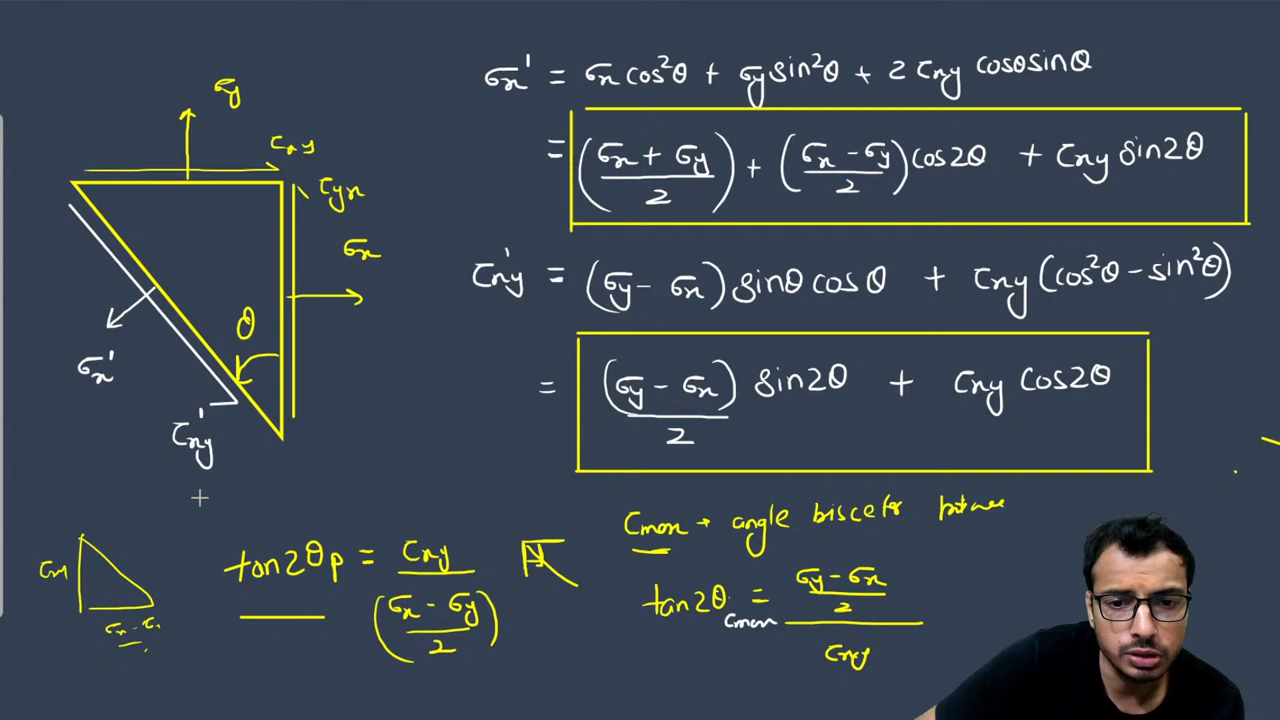 σx' = σx cos²θ + σy sin²θ + 2 τxy cosθ sinθ
= (σx + σy / 2) + (σx − σy / 2) cos2θ + τxy sin2θ
τxy' = (σy − σx) sinθ cosθ + τxy (cos²θ − sin²θ)
= (σy − σx) / 2 sin2θ + τxy cos2θ
σy
τxy
τyx
σx
θ
σx'
τxy'
tan2θp = τxy / (σx − σy / 2)
τmax → angle bisector
tan2θτmax = (σy − σx / 2) / τxy